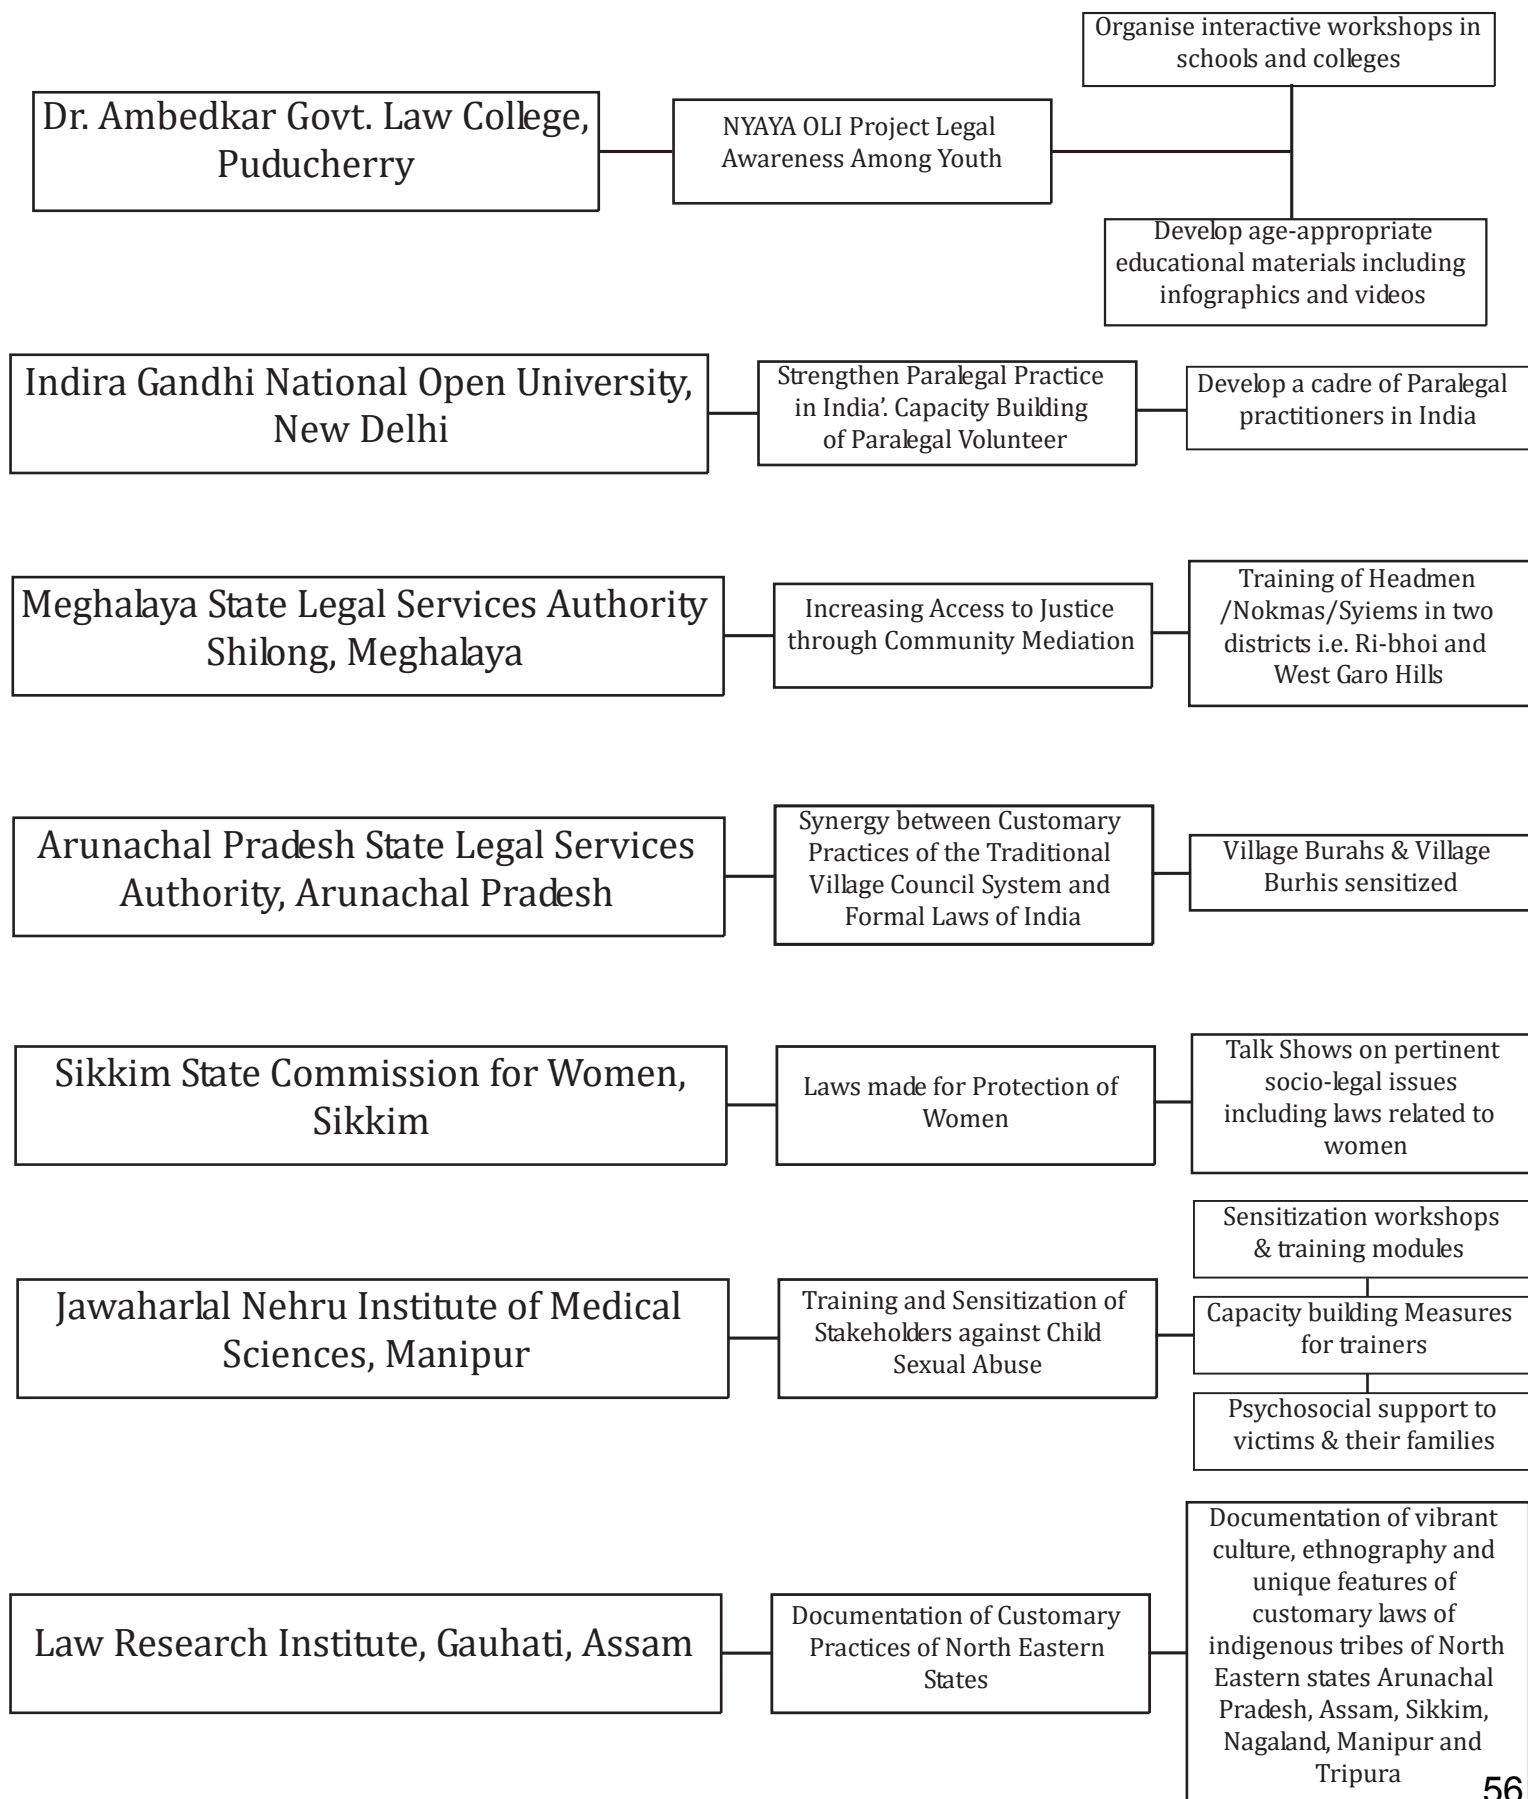 Organise interactive workshops in
schools and colleges
Dr. Ambedkar Govt. Law College,
Puducherry
NYAYA OLI Project Legal
Awareness Among Youth
Develop age-appropriate
educational materials including
infographics and videos
Indira Gandhi National Open University,
New Delhi
Strengthen Paralegal Practice
in India’. Capacity Building
of Paralegal Volunteer
Develop a cadre of Paralegal
practitioners in India
Meghalaya State Legal Services Authority
Shilong, Meghalaya
Increasing Access to Justice
through Community Mediation
Training of Headmen
/Nokmas/Syiems in two
districts i.e. Ri-bhoi and
West Garo Hills
Arunachal Pradesh State Legal Services
Authority, Arunachal Pradesh
Synergy between Customary
Practices of the Traditional
Village Council System and
Formal Laws of India
Village Burahs & Village
Burhis sensitized
Sikkim State Commission for Women,
Sikkim
Laws made for Protection of
Women
Talk Shows on pertinent
socio-legal issues
including laws related to
women
Jawaharlal Nehru Institute of Medical
Sciences, Manipur
Training and Sensitization of
Stakeholders against Child
Sexual Abuse
Sensitization workshops
& training modules
Capacity building Measures
for trainers
Psychosocial support to
victims & their families
Law Research Institute, Gauhati, Assam
Documentation of Customary
Practices of North Eastern
States
Documentation of vibrant
culture, ethnography and
unique features of
customary laws of
indigenous tribes of North
Eastern states Arunachal
Pradesh, Assam, Sikkim,
Nagaland, Manipur and
Tripura
56